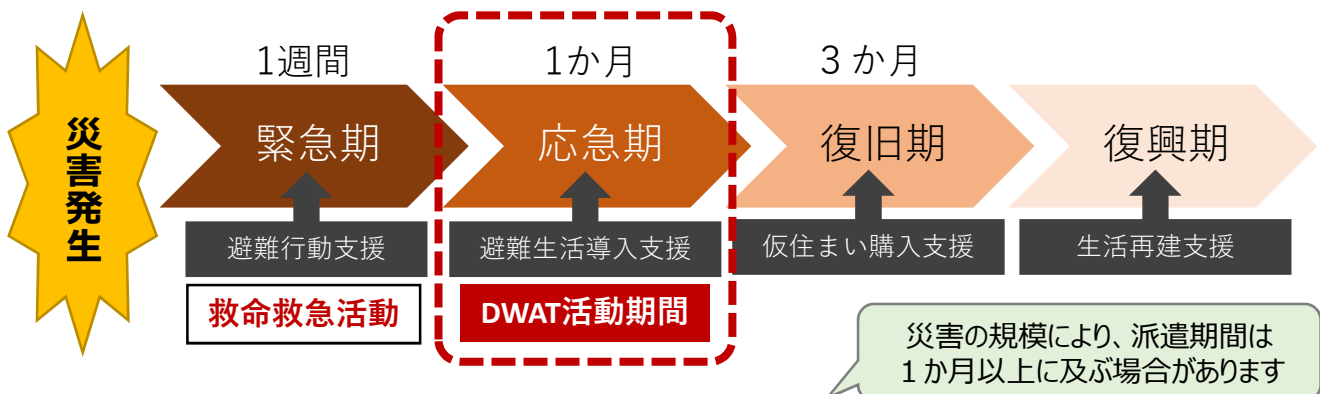 災害発生
1週間
1か月
３か月
緊急期
応急期
復旧期
復興期
避難行動支援
避難生活導入支援
仮住まい購入支援
生活再建支援
救命救急活動
DWAT活動期間
災害の規模により、派遣期間は
１か月以上に及ぶ場合があります